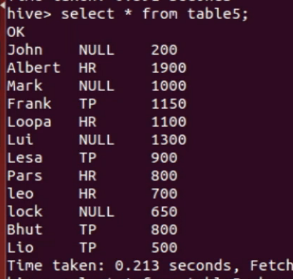 hive> select * from table5;
OK
John NULL 200
Albert HR 1900
Mark NULL 1000
Frank TP 1150
Loopa HR 1100
Lui NULL 1300
Lesa TP 900
Pars HR 800
leo HR 700
lock NULL 650
Bhut TP 800
Lio TP 500
Time taken: 0.213 seconds, Fetch